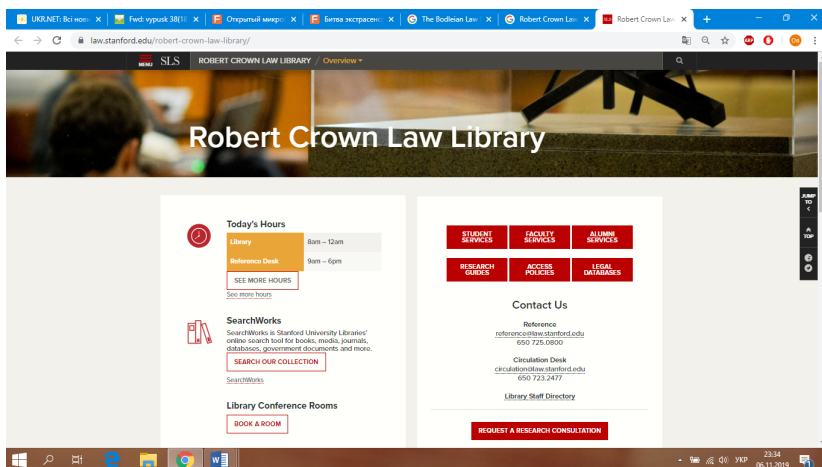 UKR.NET: Всі нови
Fwd: vypusk 38(18
Открытый микро
Битва экстрасенс
The Bodleian Law
Robert Crown Law
Robert Crown Law
law.stanford.edu/robert-crown-law-library/
ABP
MENU
SLS
ROBERT CROWN LAW LIBRARY / Overview
Robert Crown Law Library
JUMP TO
TOP
Today's Hours
Library 8am – 12am
Reference Desk 9am – 6pm
SEE MORE HOURS
See more hours
SearchWorks
SearchWorks is Stanford University Libraries'
online search tool for books, media, journals,
databases, government documents and more.
SEARCH OUR COLLECTION
SearchWorks
Library Conference Rooms
BOOK A ROOM
STUDENT SERVICES
FACULTY SERVICES
ALUMNI SERVICES
RESEARCH GUIDES
ACCESS POLICIES
LEGAL DATABASES
Contact Us
Reference
reference@law.stanford.edu
650 725.0800
Circulation Desk
circulation@law.stanford.edu
650 723.2477
Library Staff Directory
REQUEST A RESEARCH CONSULTATION
УКР
23:34
06.11.2019